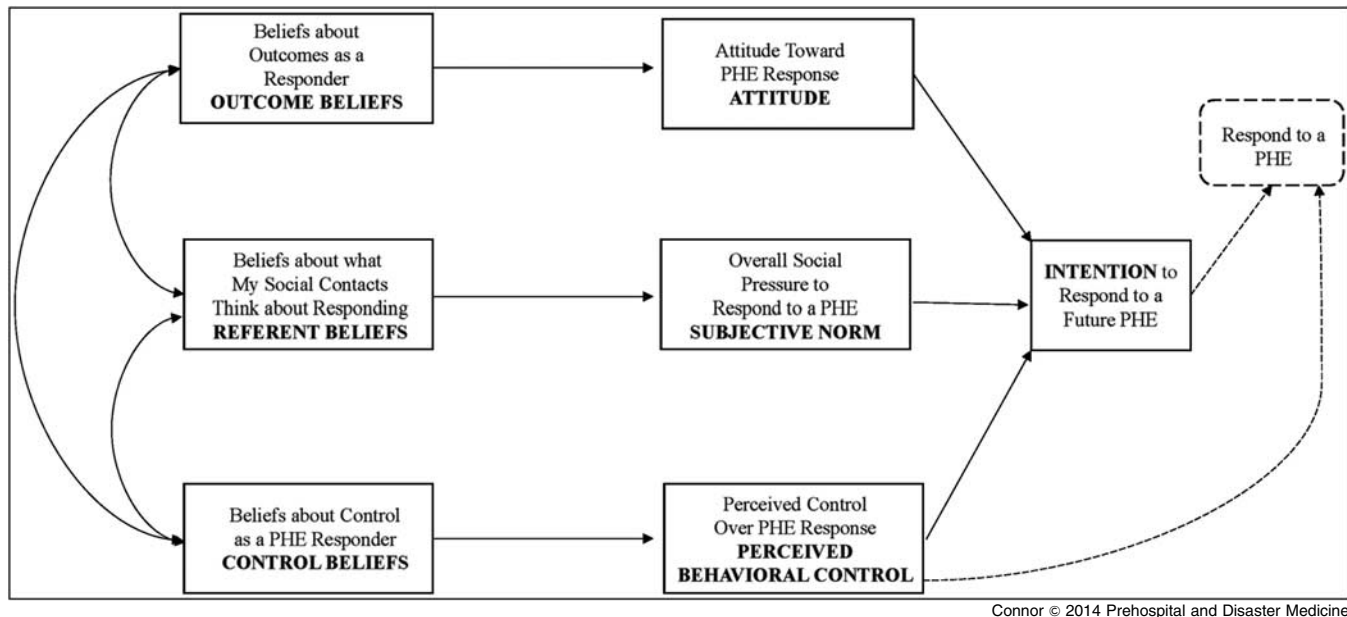 Beliefs about
Outcomes as a
Responder
OUTCOME BELIEFS
Attitude Toward
PHE Response
ATTITUDE
Respond to a
PHE
Beliefs about what
My Social Contacts
Think about Responding
REFERENT BELIEFS
Overall Social
Pressure to
Respond to a PHE
SUBJECTIVE NORM
INTENTION to
Respond to a
Future PHE
Beliefs about Control
as a PHE Responder
CONTROL BELIEFS
Perceived Control
Over PHE Response
PERCEIVED
BEHAVIORAL CONTROL
Connor © 2014 Prehospital and Disaster Medicine